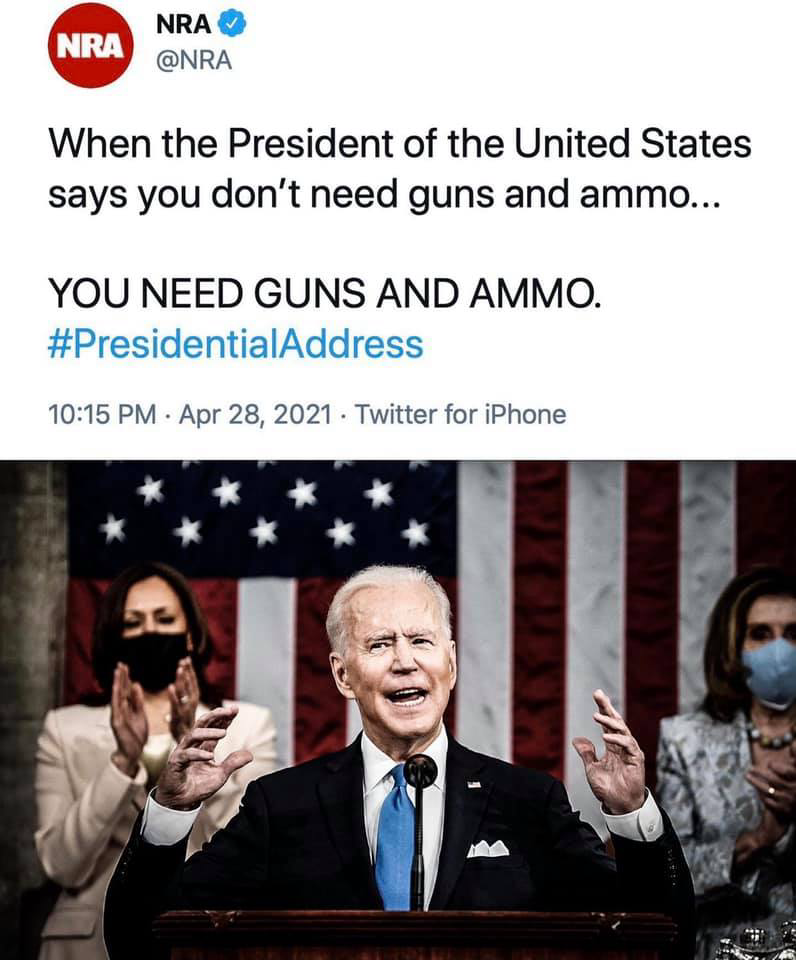 NRA
NRA
@NRA
When the President of the United States
says you don't need guns and ammo...
YOU NEED GUNS AND AMMO.
#PresidentialAddress
10:15 PM · Apr 28, 2021 · Twitter for iPhone